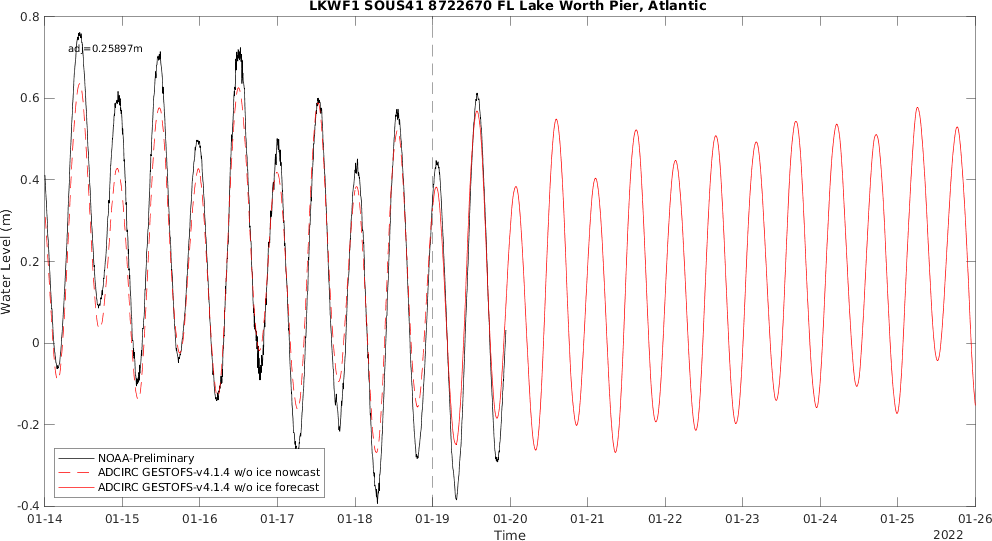 LKWF1 SOUS41 8722670 FL Lake Worth Pier, Atlantic
0.8
0.6
0.4
0.2
0
-0.2
-0.4
Water Level (m)
adj=0.25897m
NOAA-Preliminary
ADCIRC GESTOFS-v4.1.4 w/o ice nowcast
ADCIRC GESTOFS-v4.1.4 w/o ice forecast
01-14 01-15 01-16 01-17 01-18 01-19 01-20 01-21 01-22 01-23 01-24 01-25 01-26
Time
2022